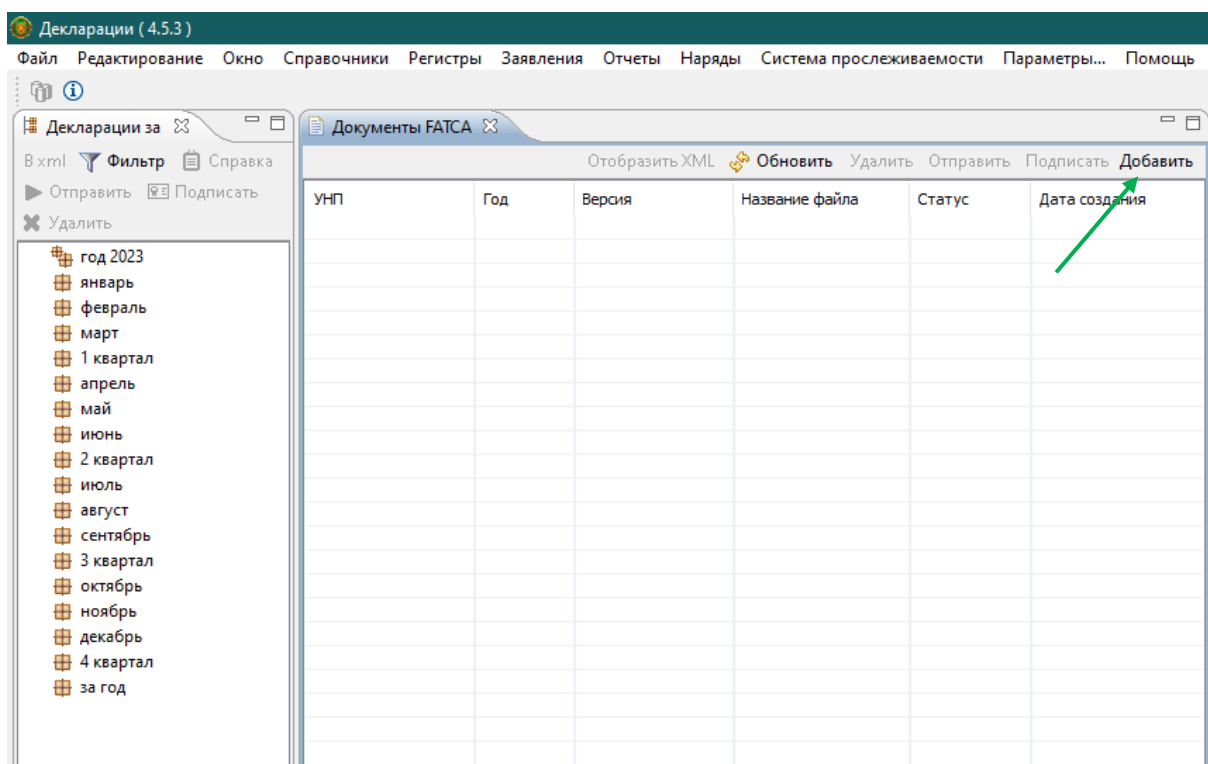 Декларации ( 4.5.3 )
Файл Редактирование Окно Справочники Регистры Заявления Отчеты Наряды Система прослеживаемости Параметры... Помощь
Декларации за
В xml Фильтр Справка
Отправить Подписать
Удалить
год 2023
январь
февраль
март
1 квартал
апрель
май
июнь
2 квартал
июль
август
сентябрь
3 квартал
октябрь
ноябрь
декабрь
4 квартал
за год
Документы FATCA
Отобразить XML Обновить Удалить Отправить Подписать Добавить
УНП Год Версия Название файла Статус Дата создания